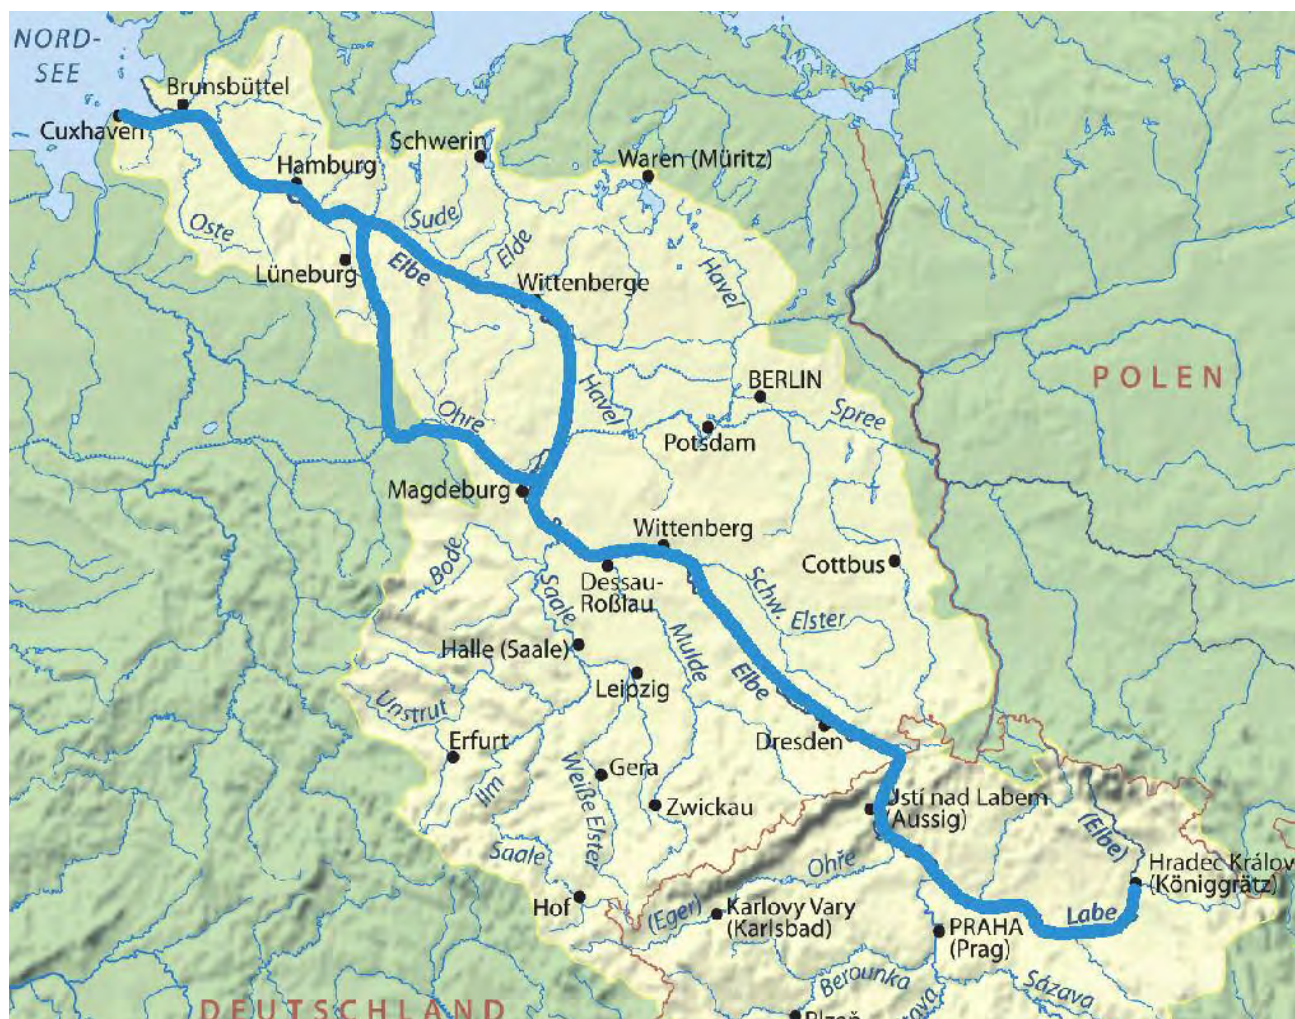 NORD-
SEE
Brunsbüttel
Cuxhaven
Schwerin
Hamburg
Waren (Müritz)
Oste
Sude
Elde
Lüneburg
Elbe
Wittenberge
Havel
POLEN
BERLIN
Havel
Ohre
Spree
Potsdam
Magdeburg
Wittenberg
Bode
Cottbus
Dessau-
Roßlau
Saale
Schw. Elster
Halle (Saale)
Mulde
Leipzig
Elbe
Unstrut
Erfurt
Dresden
Ilm
Gera
Weiße Elster
Zwickau
Ústí nad Labem
(Aussig)
(Elbe)
Saale
Ohře
Hradec Králov
(Königgrätz)
Hof
(Eger)
Karlovy Vary
(Karlsbad)
Labe
PRAHA
(Prag)
Berounka
Sázava
DEUTSCHLAND